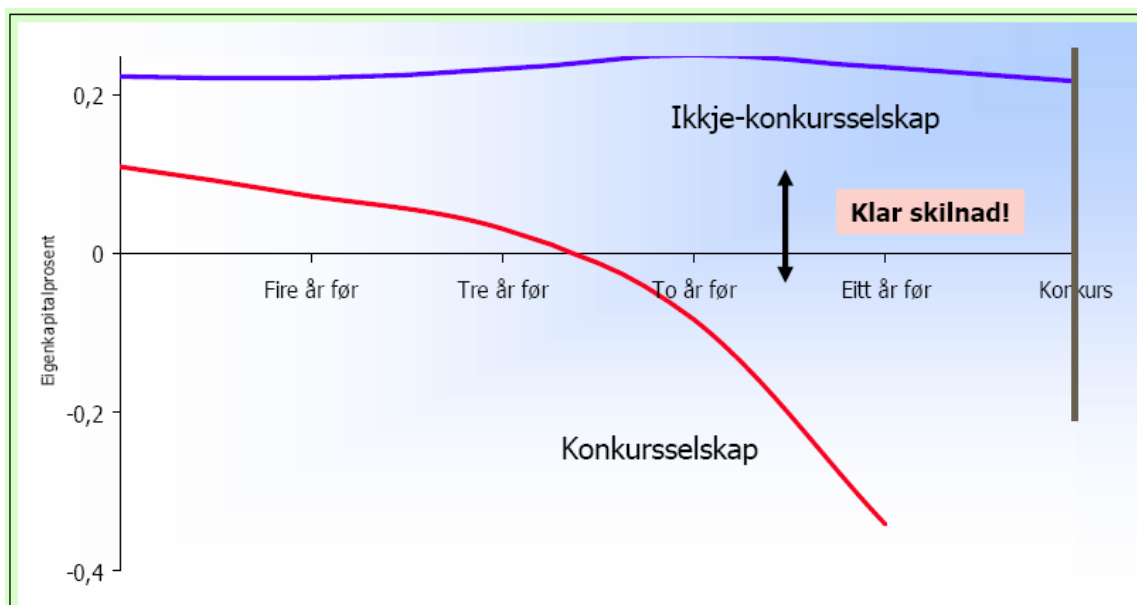 0,2
Ikkje-konkursselskap
Klar skilnad!
0
Fire år før
Tre år før
To år før
Eitt år før
Konkurs
Eigenkapitalprosent
-0,2
Konkursselskap
-0,4